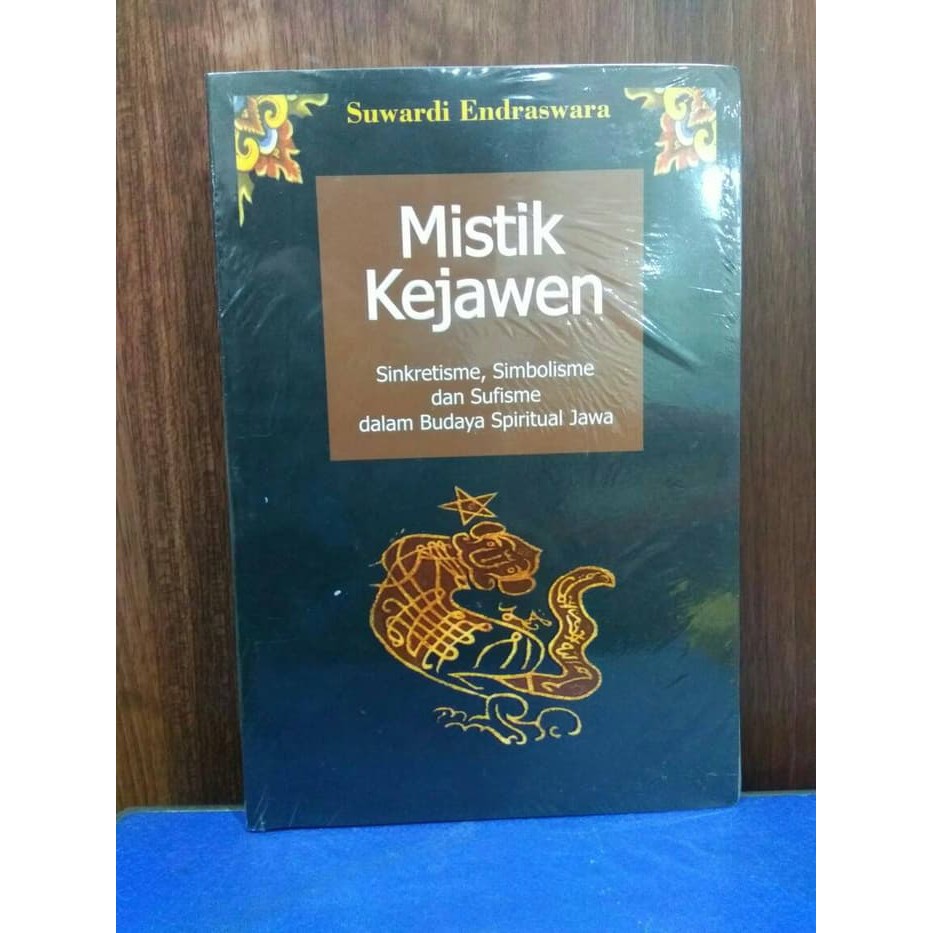 Suwardi Endraswara
Mistik
Kejawen
Sinkretisme, Simbolisme
dan Sufisme
dalam Budaya Spiritual Jawa